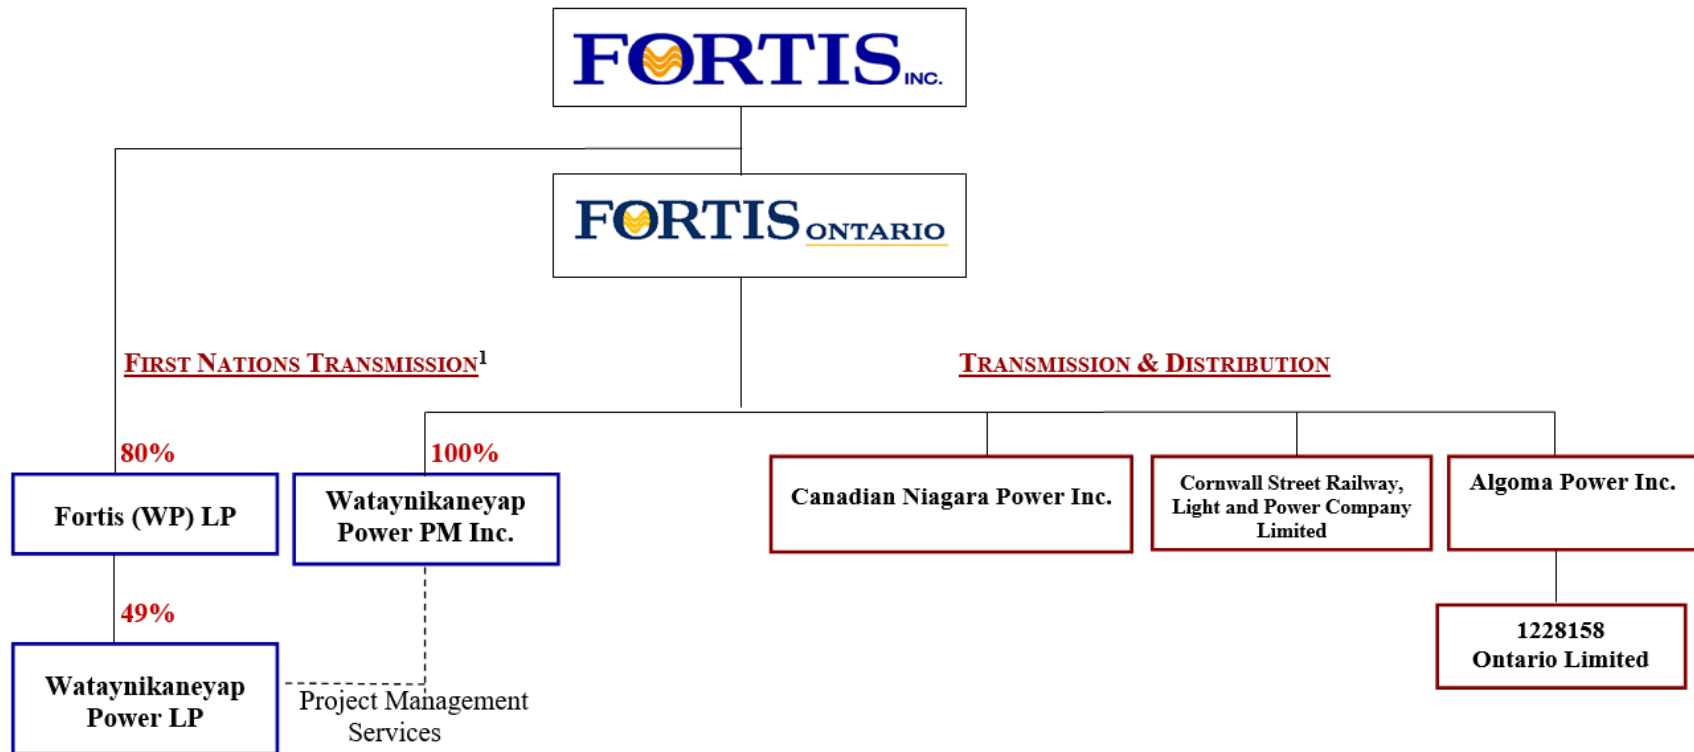 FORTIS INC.
FORTIS ONTARIO
FIRST NATIONS TRANSMISSION1
TRANSMISSION & DISTRIBUTION
80%
100%
Fortis (WP) LP
Wataynikaneyap
Power PM Inc.
Canadian Niagara Power Inc.
Cornwall Street Railway,
Light and Power Company
Limited
Algoma Power Inc.
49%
1228158
Ontario Limited
Wataynikaneyap
Power LP
Project Management
Services